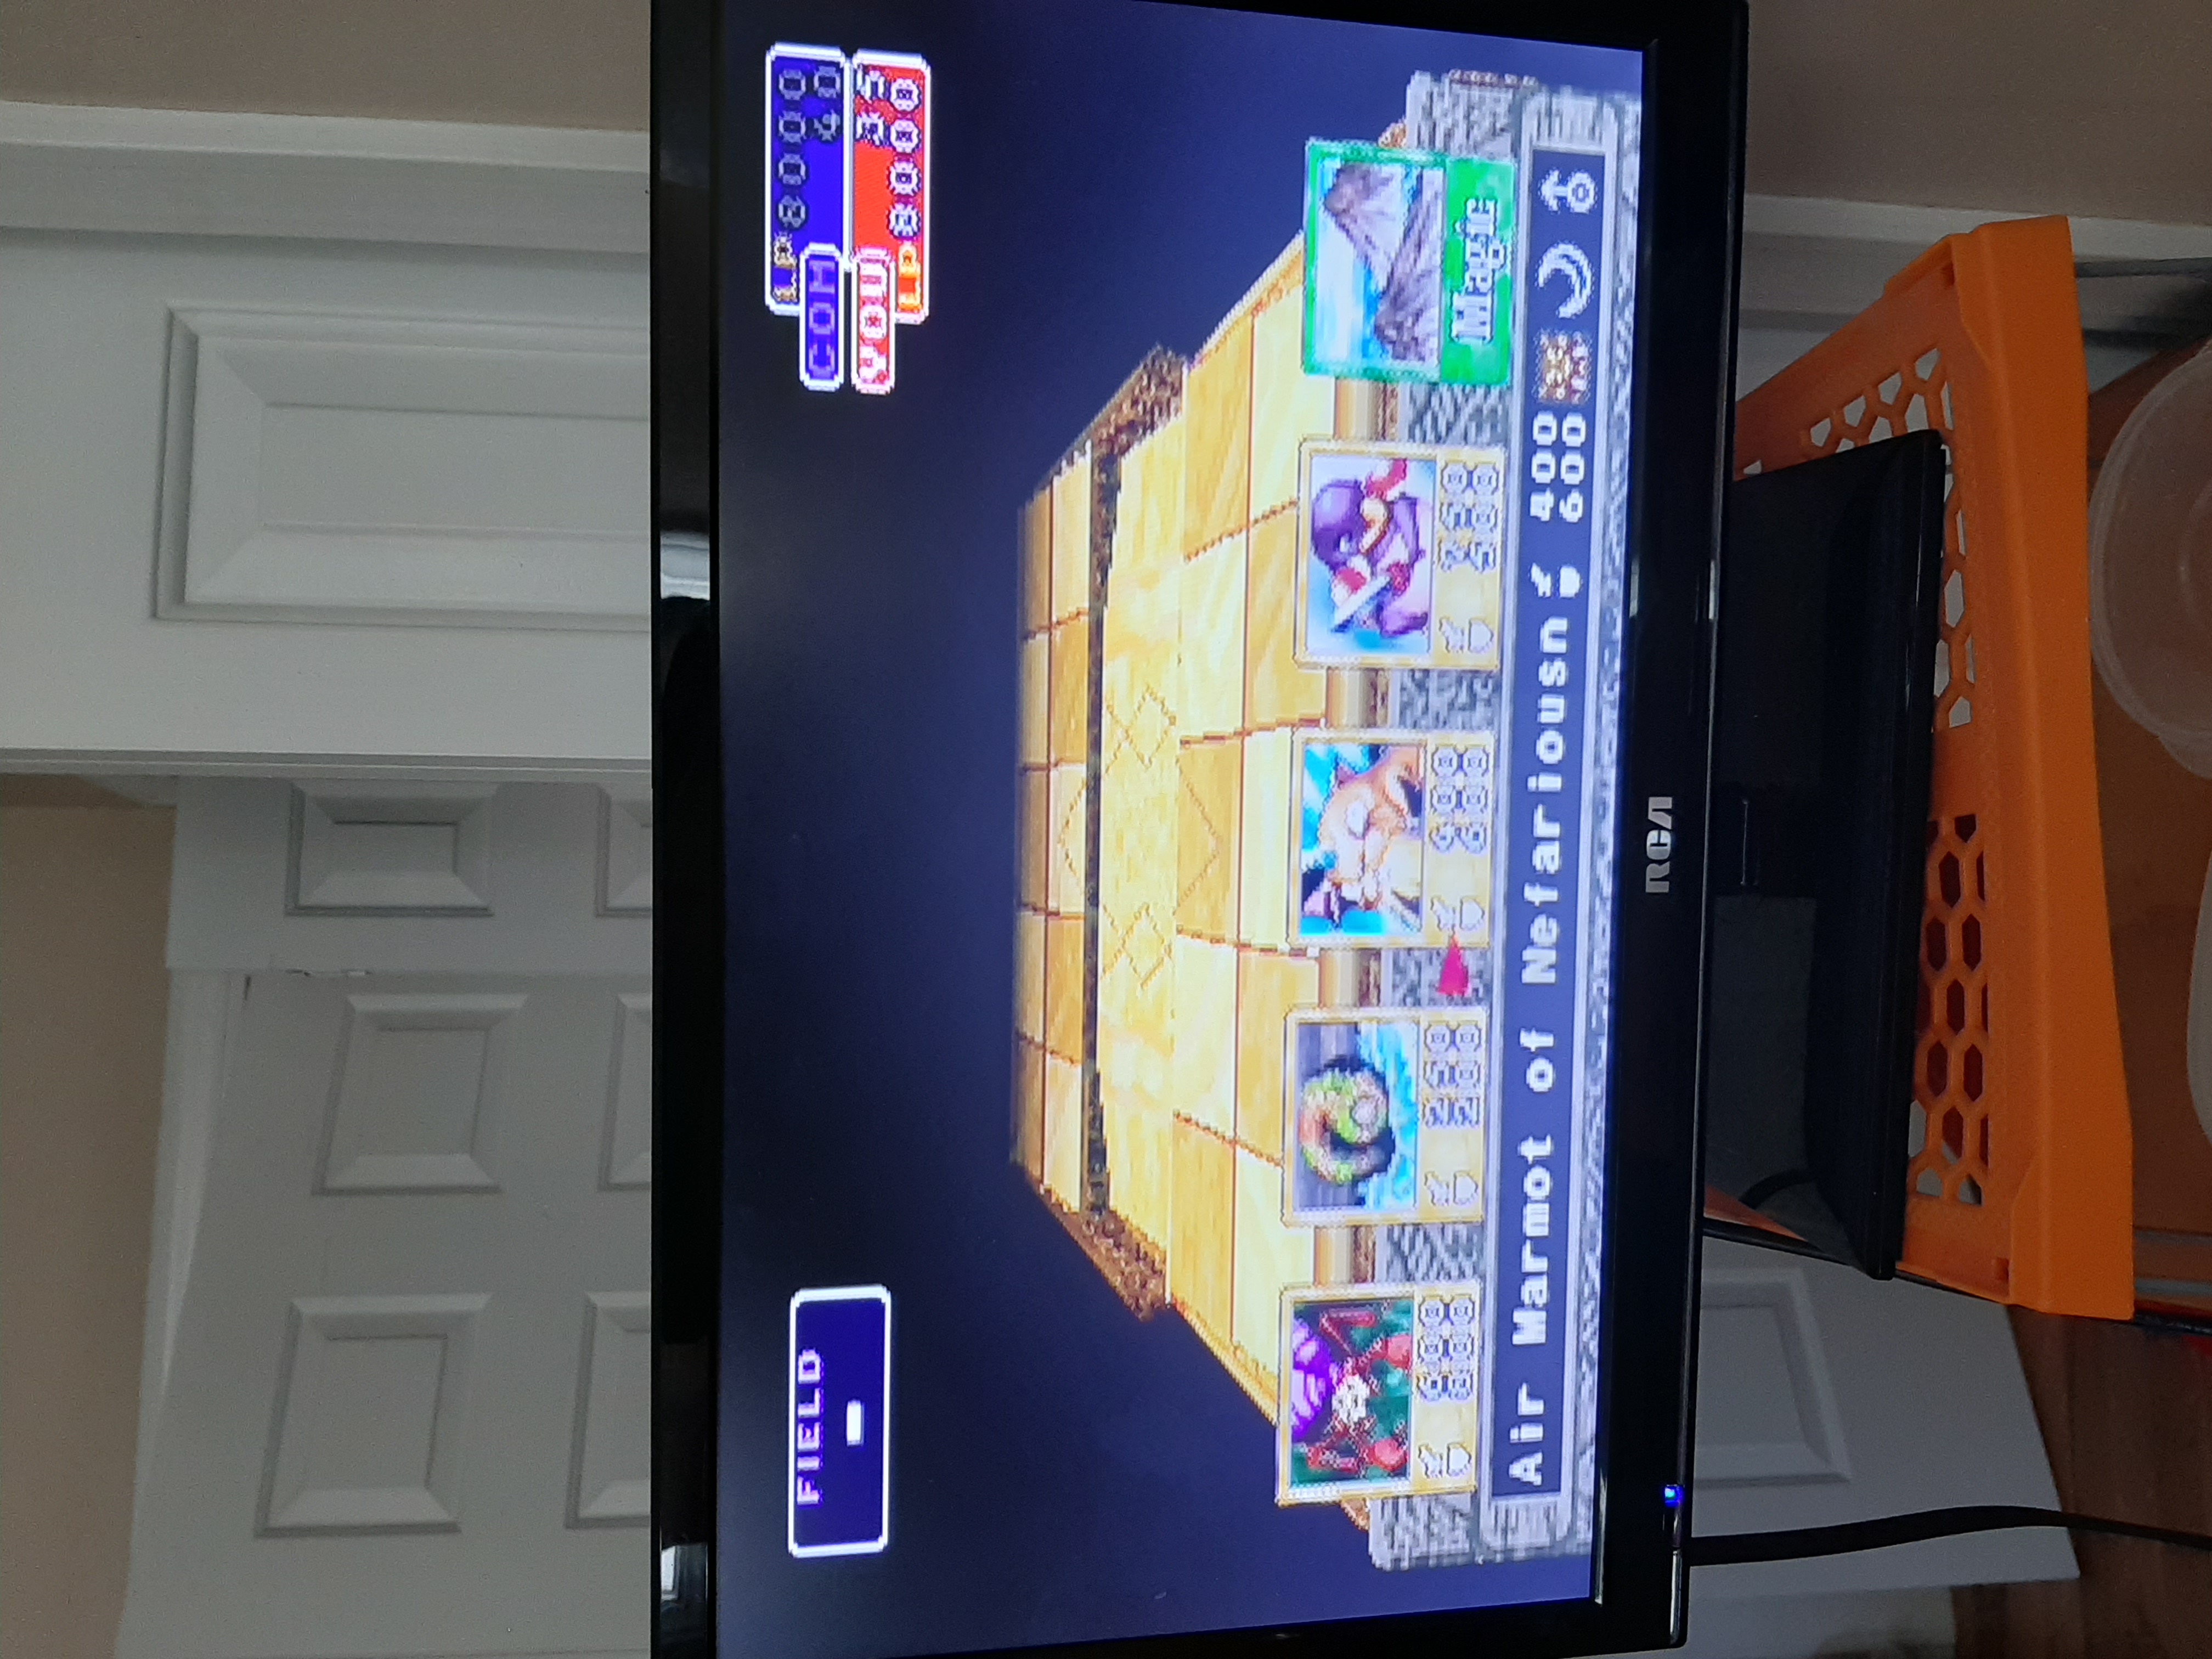 FIELD
LP 8000
COM 40
YOU 35
LP 8000
Magic
Air Marmot of Nefariousn 400
600
RCA